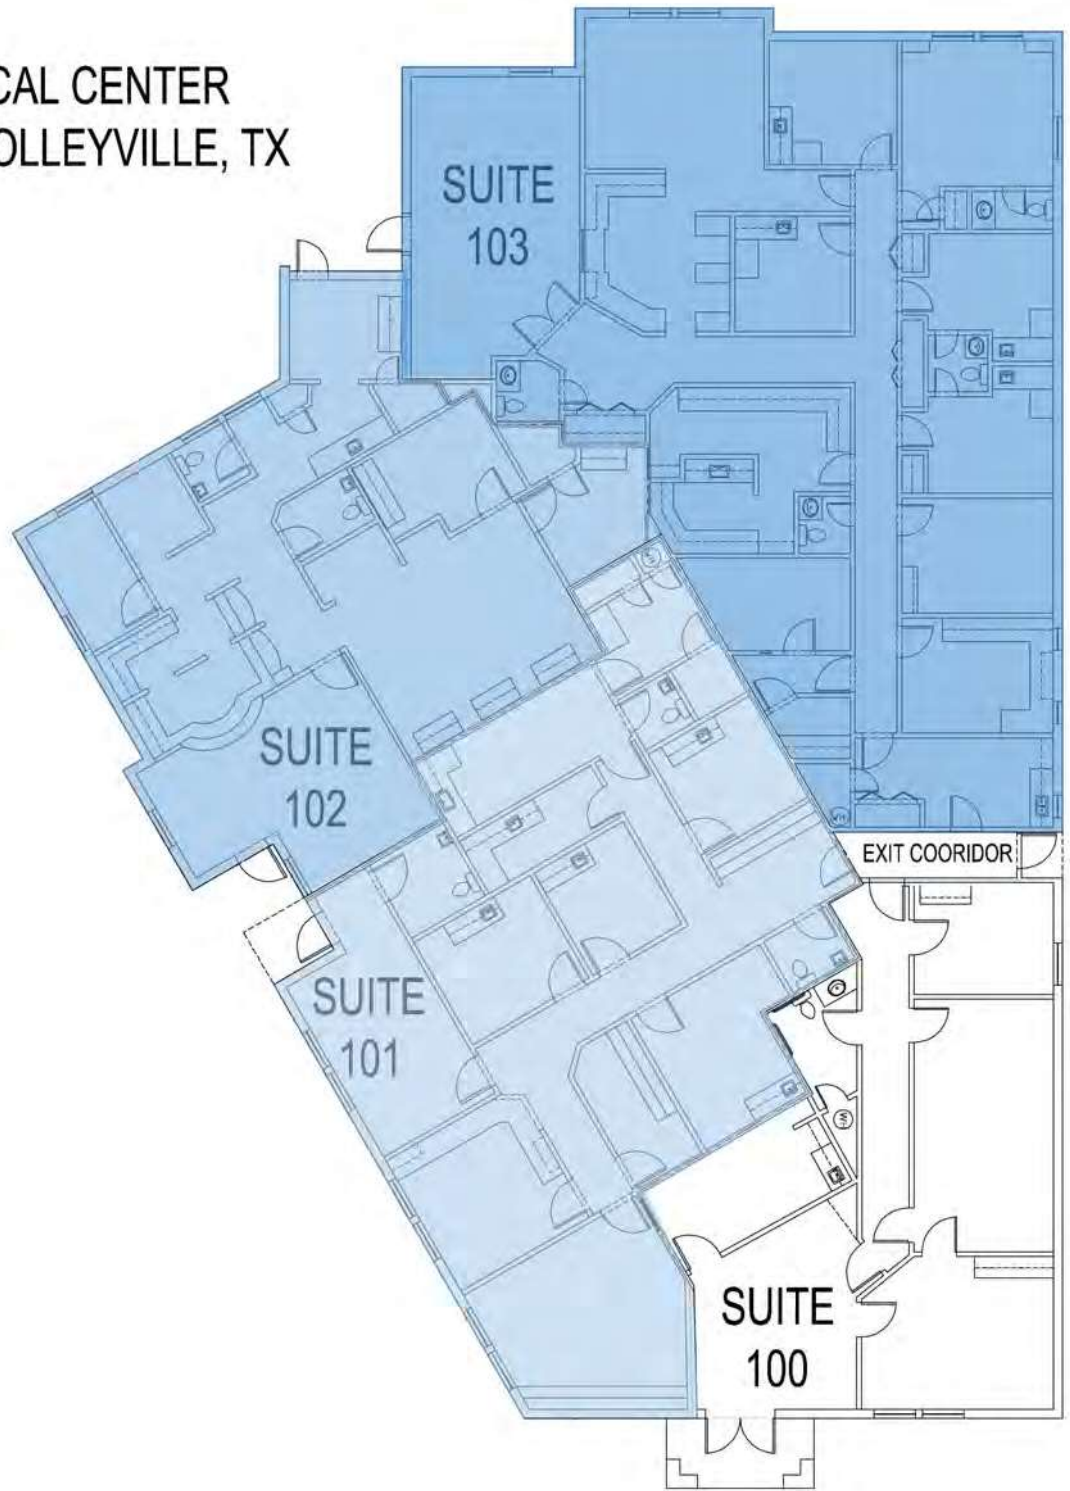 CAL CENTER
OLLEYVILLE, TX
SUITE
103
SUITE
102
EXIT COORIDOR
SUITE
101
SUITE
100